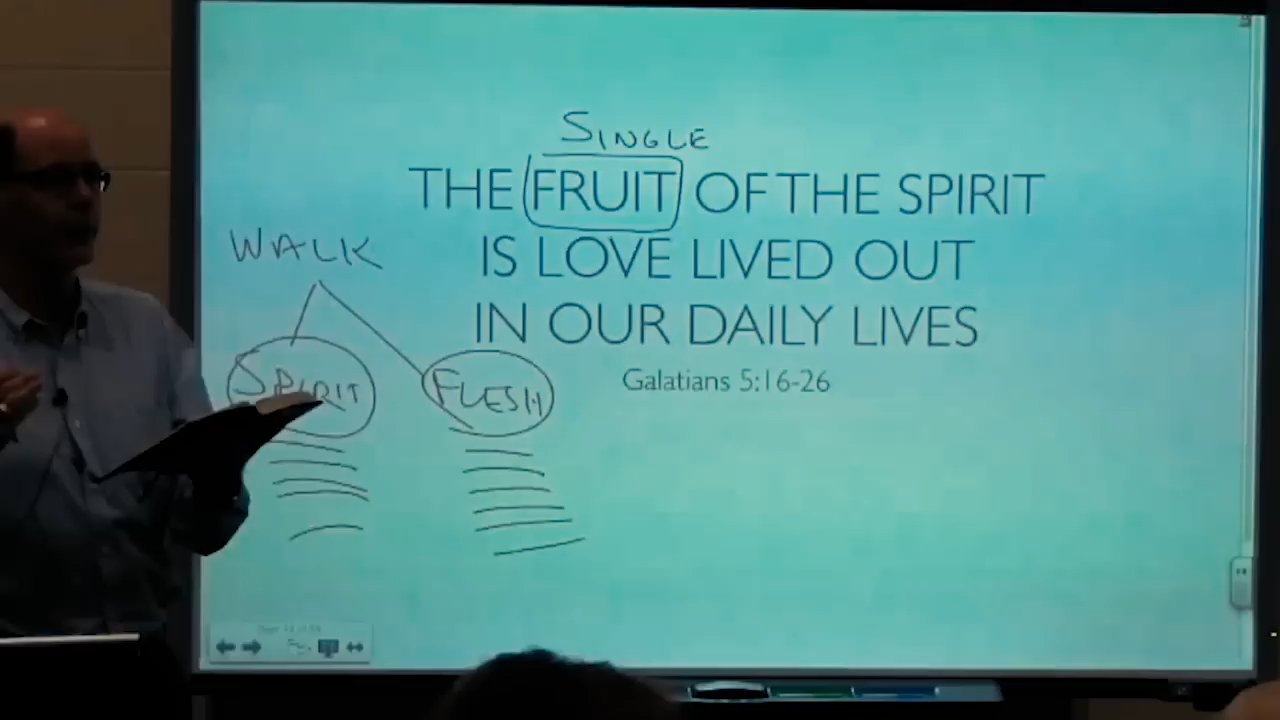 SINGLE
THE FRUIT OF THE SPIRIT
IS LOVE LIVED OUT
IN OUR DAILY LIVES
Galatians 5:16-26
WALK
SPIRIT
FLESH